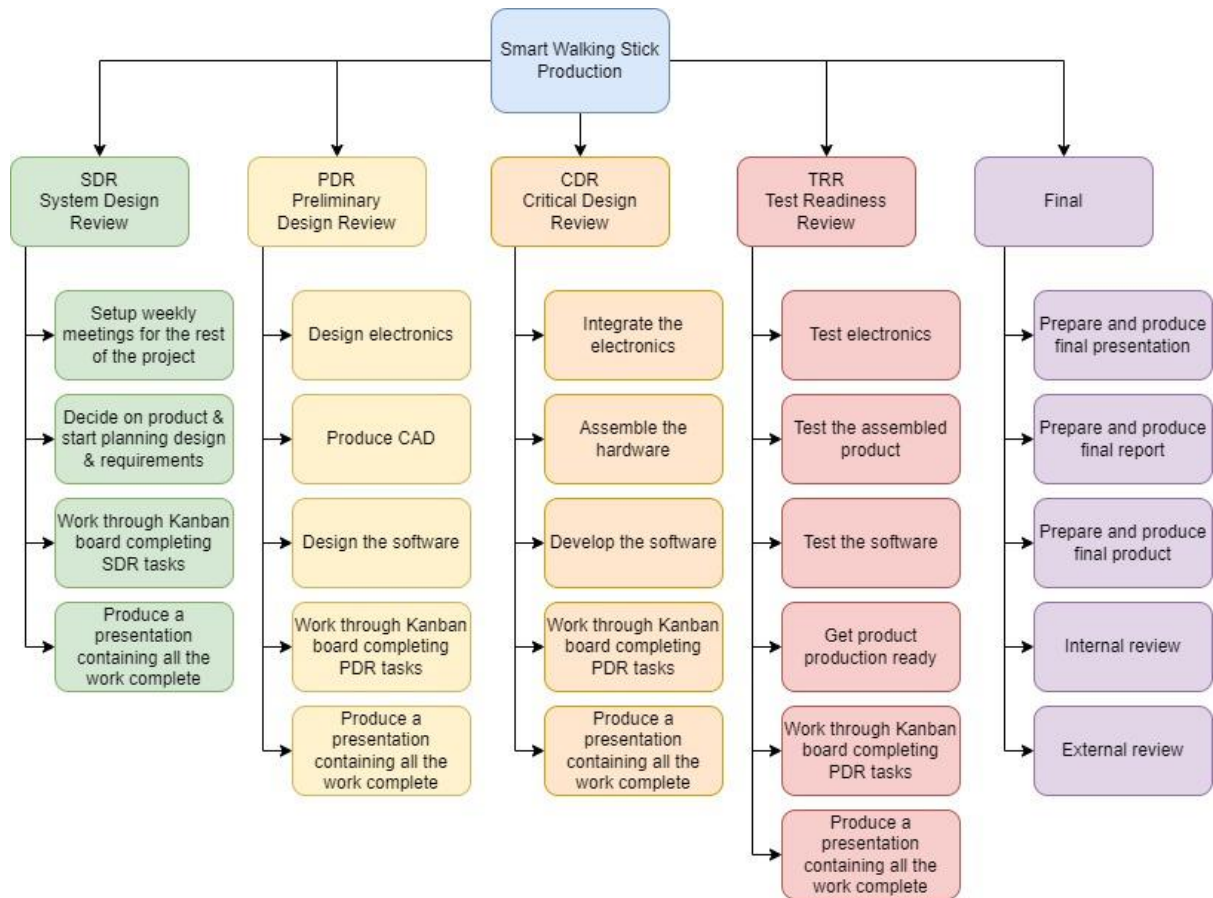 Smart Walking Stick
Production
SDR
System Design
Review
PDR
Preliminary
Design Review
CDR
Critical Design
Review
TRR
Test Readiness
Review
Final
Setup weekly
meetings for the rest
of the project
Decide on product &
start planning design
& requirements
Work through Kanban
board completing
SDR tasks
Produce a
presentation
containing all the
work complete
Design electronics
Produce CAD
Design the software
Work through Kanban
board completing
PDR tasks
Produce a
presentation
containing all the
work complete
Integrate the
electronics
Assemble the
hardware
Develop the software
Work through Kanban
board completing
PDR tasks
Produce a
presentation
containing all the
work complete
Test electronics
Test the assembled
product
Test the software
Get product
production ready
Work through Kanban
board completing
PDR tasks
Produce a
presentation
containing all the
work complete
Prepare and produce
final presentation
Prepare and produce
final report
Prepare and produce
final product
Internal review
External review